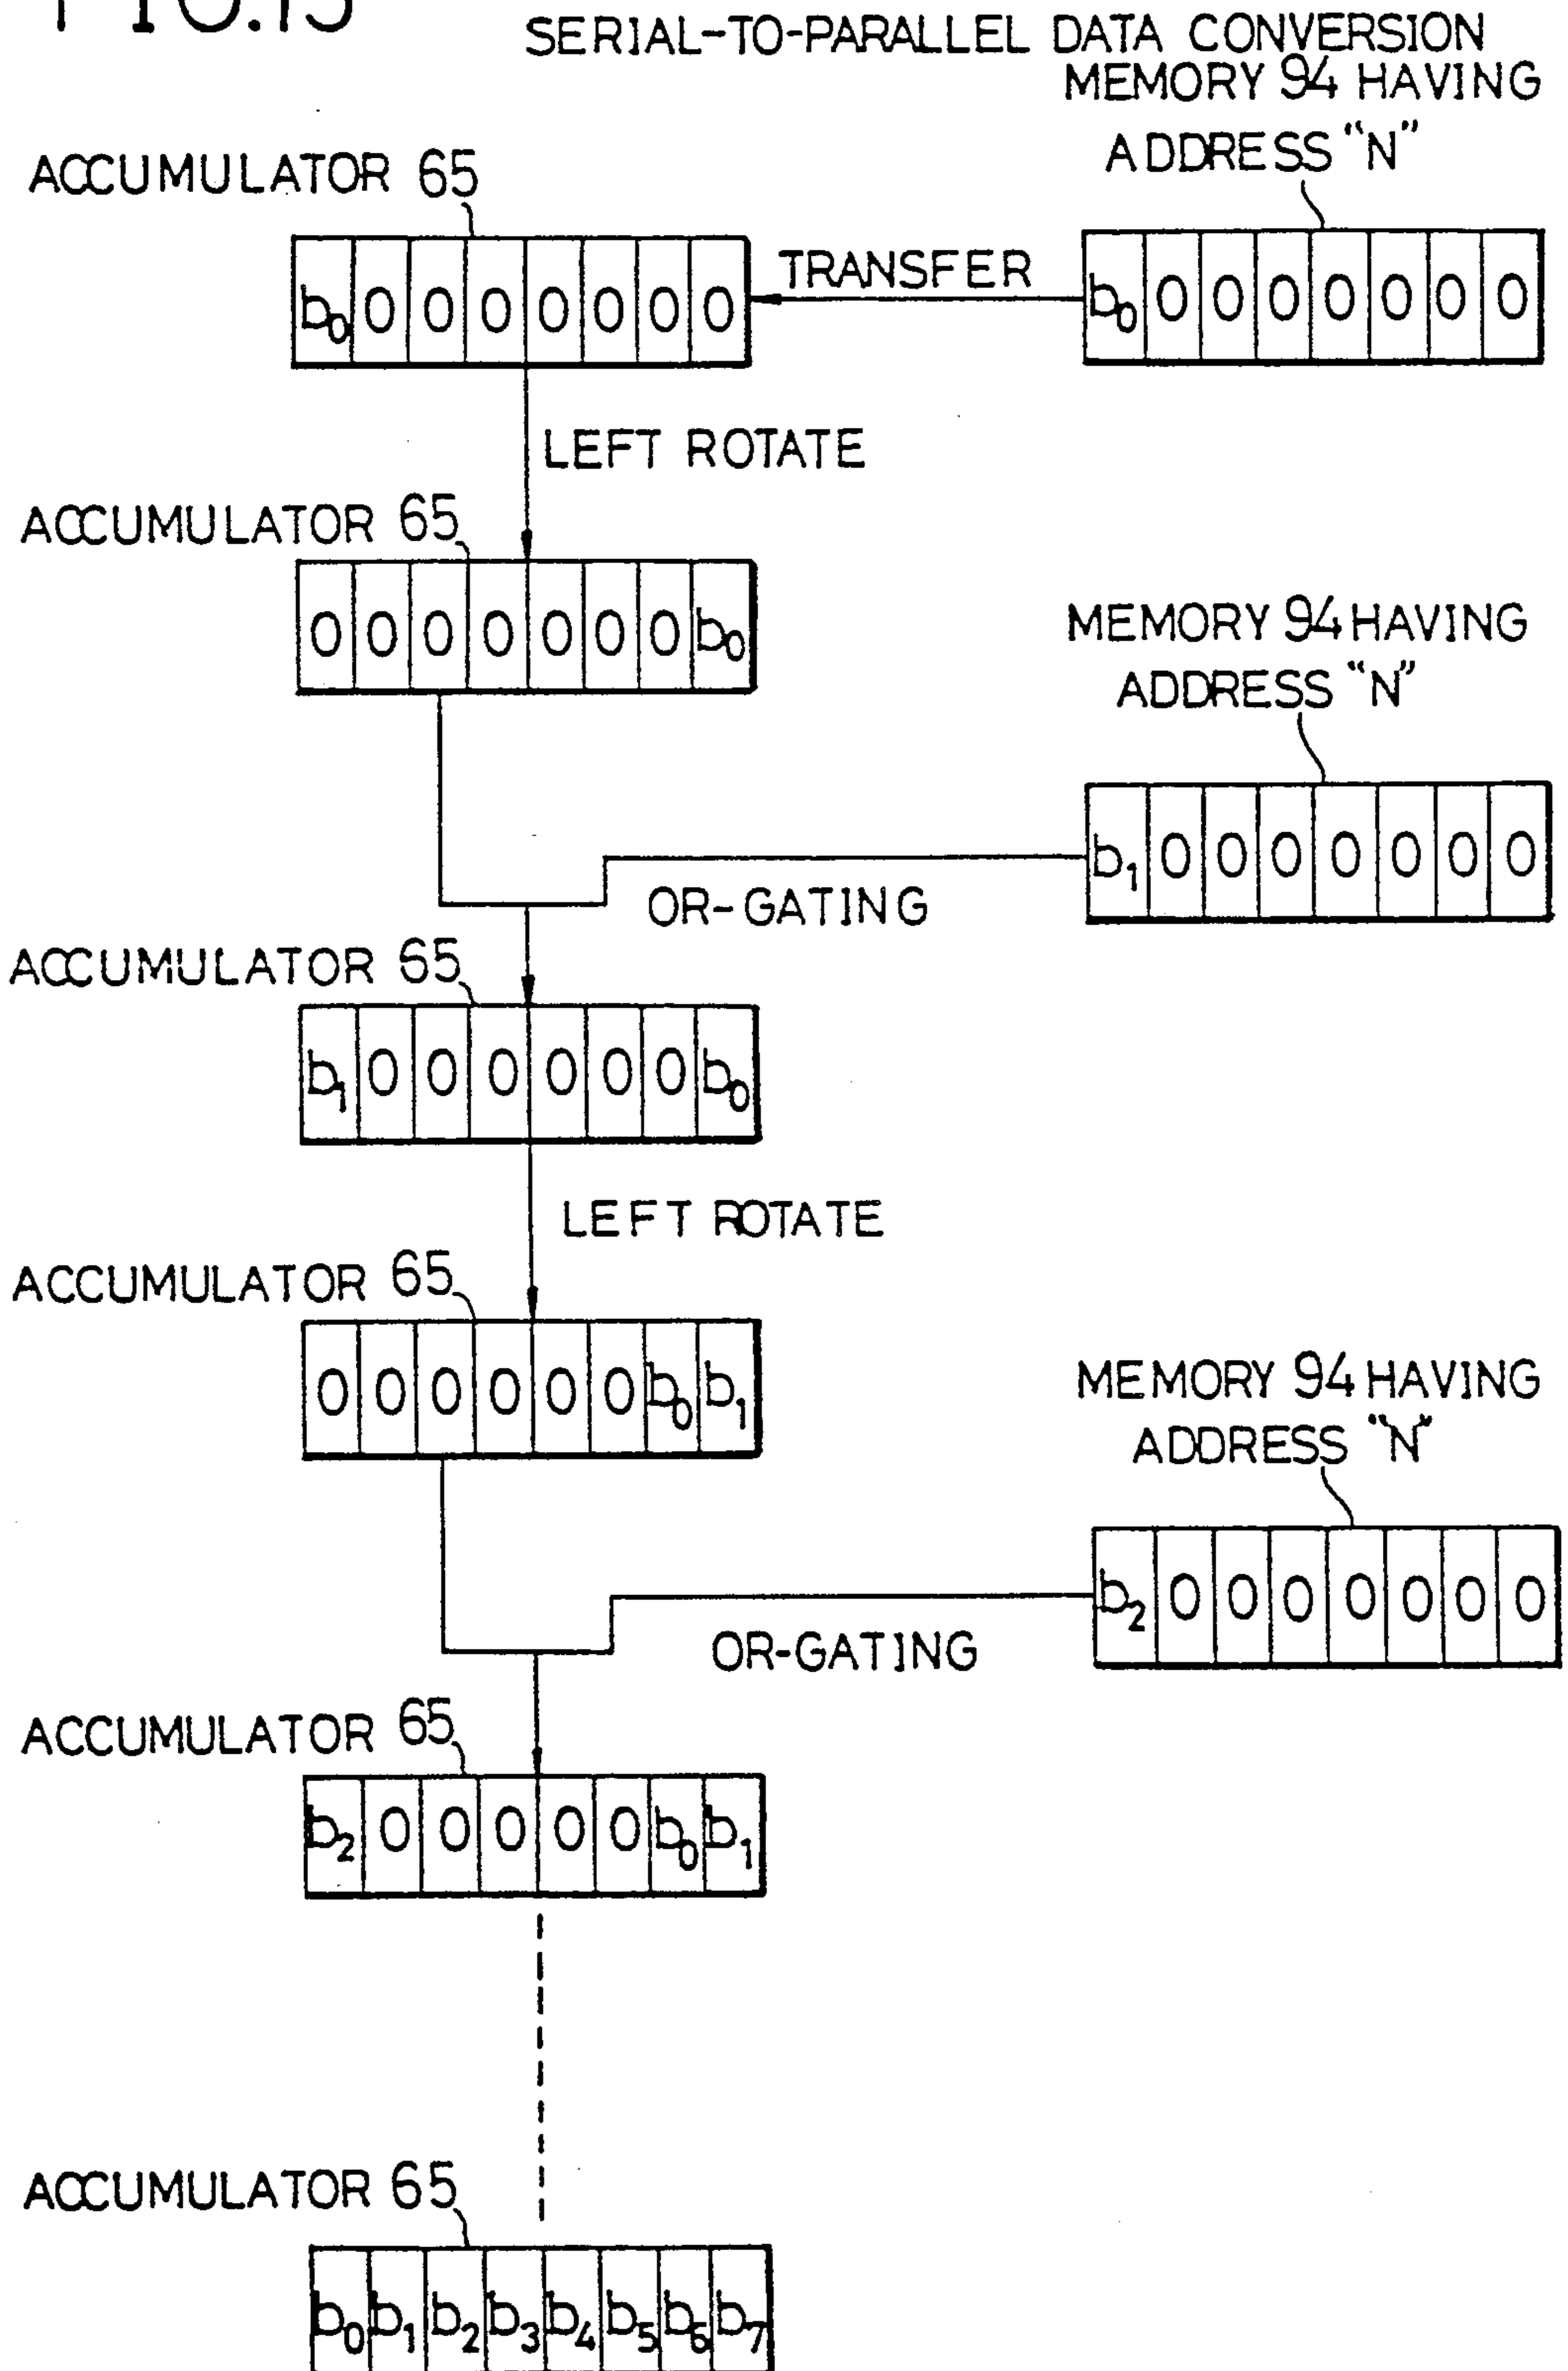 FIG.15
SERIAL-TO-PARALLEL DATA CONVERSION
MEMORY 94 HAVING
ADDRESS "N"
ACCUMULATOR 65
b0 0 0 0 0 0 0 0
TRANSFER
b0 0 0 0 0 0 0 0
LEFT ROTATE
ACCUMULATOR 65
0 0 0 0 0 0 0 b0
MEMORY 94 HAVING
ADDRESS "N"
b1 0 0 0 0 0 0 0
OR-GATING
ACCUMULATOR 65
b1 0 0 0 0 0 0 b0
LEFT ROTATE
ACCUMULATOR 65
0 0 0 0 0 0 b0 b1
MEMORY 94 HAVING
ADDRESS "N"
b2 0 0 0 0 0 0 0
OR-GATING
ACCUMULATOR 65
b2 0 0 0 0 0 b0 b1
ACCUMULATOR 65
b0 b1 b2 b3 b4 b5 b6 b7